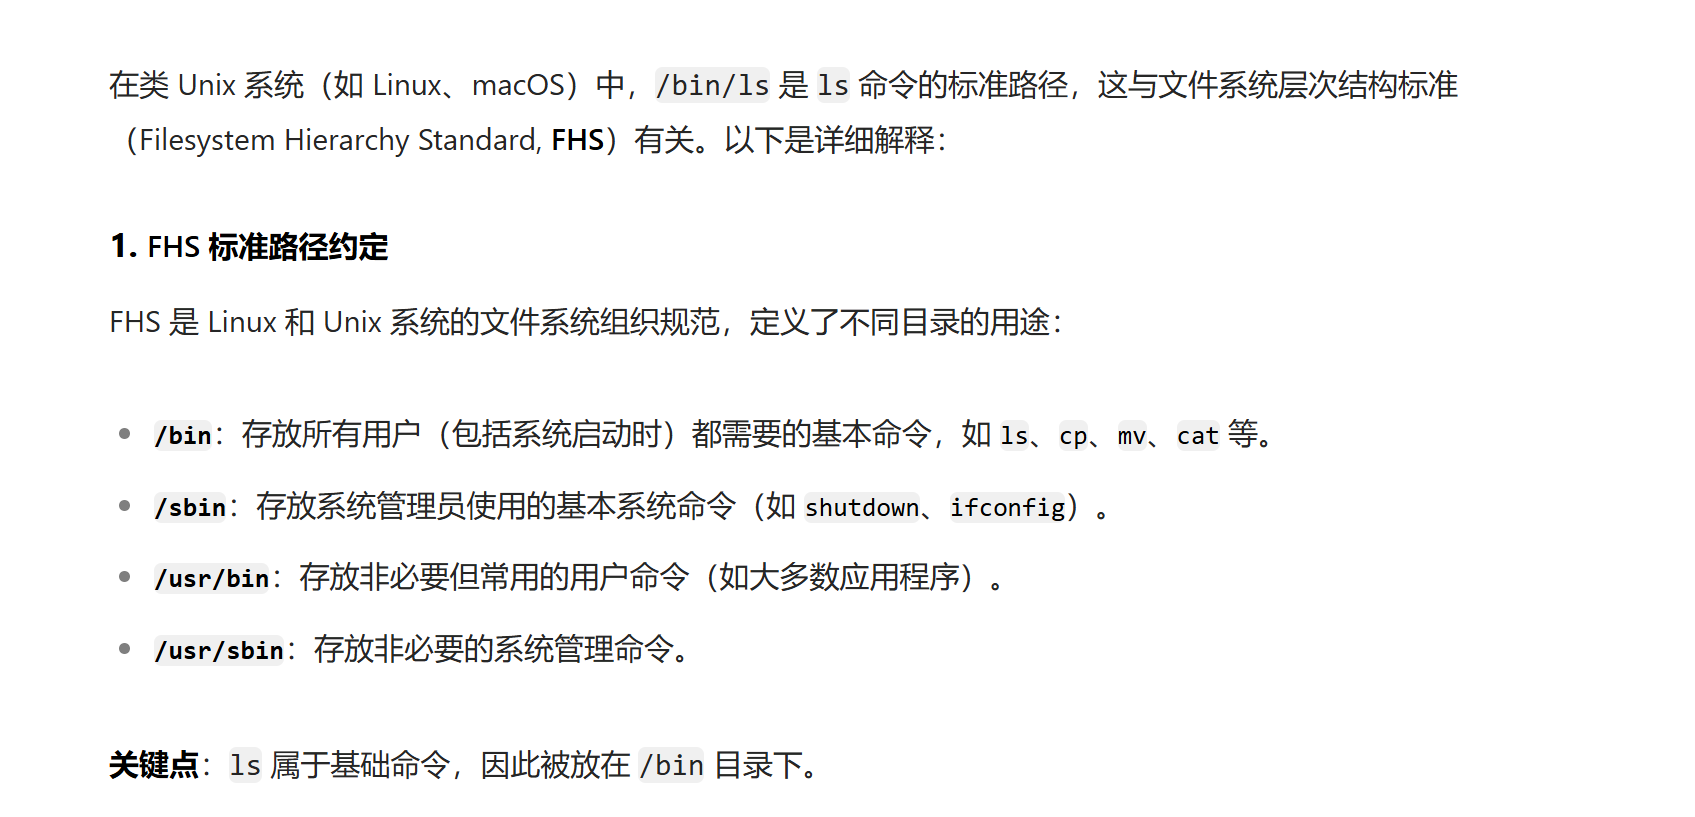 在类 Unix 系统（如 Linux、macOS）中，/bin/ls 是 ls 命令的标准路径，这与文件系统层次结构标准
（Filesystem Hierarchy Standard, FHS）有关。以下是详细解释：
1. FHS 标准路径约定
FHS 是 Linux 和 Unix 系统的文件系统组织规范，定义了不同目录的用途：
• /bin：存放所有用户（包括系统启动时）都需要的基本命令，如 ls、cp、mv、cat 等。
• /sbin：存放系统管理员使用的基本系统命令（如 shutdown、ifconfig）。
• /usr/bin：存放非必要但常用的用户命令（如大多数应用程序）。
• /usr/sbin：存放非必要的系统管理命令。
关键点：ls 属于基础命令，因此被放在 /bin 目录下。